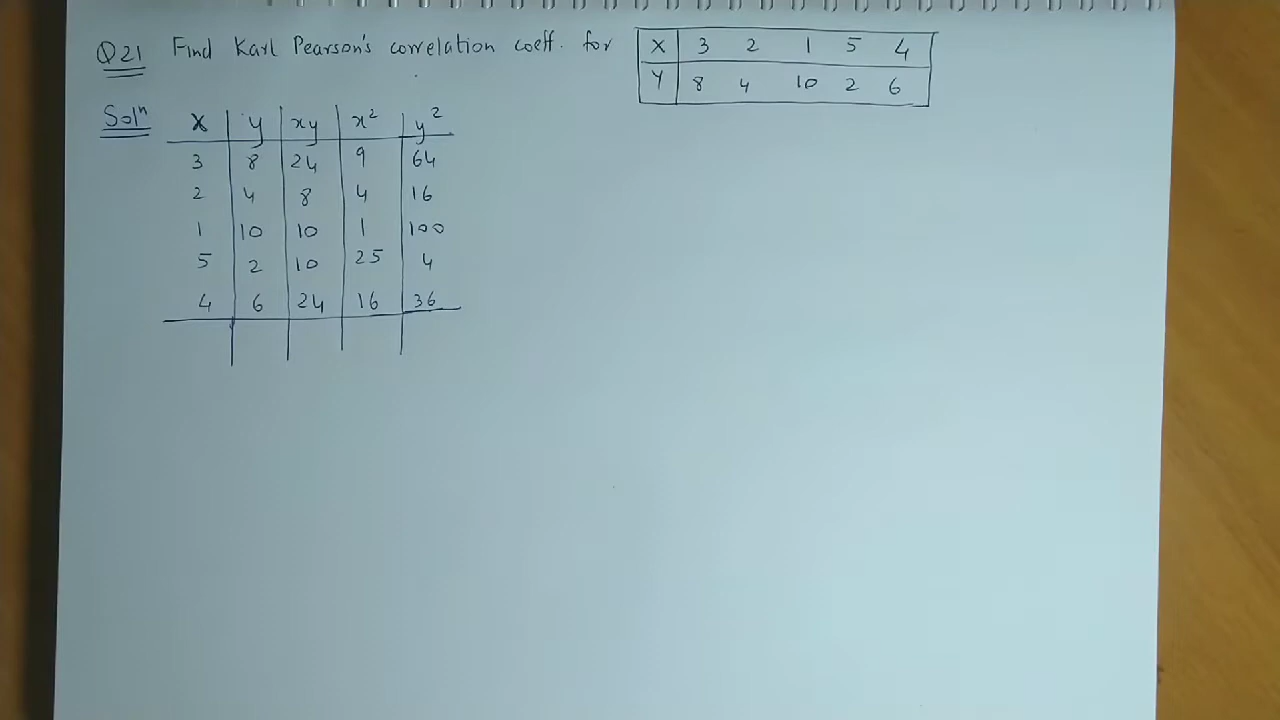 Q21 Find Karl Pearson's correlation coeff. for
X 3 2 1 5 4
Y 8 4 10 2 6
Solⁿ
X y xy x² y²
3 8 24 9 64
2 4 8 4 16
1 10 10 1 100
5 2 10 25 4
4 6 24 16 36